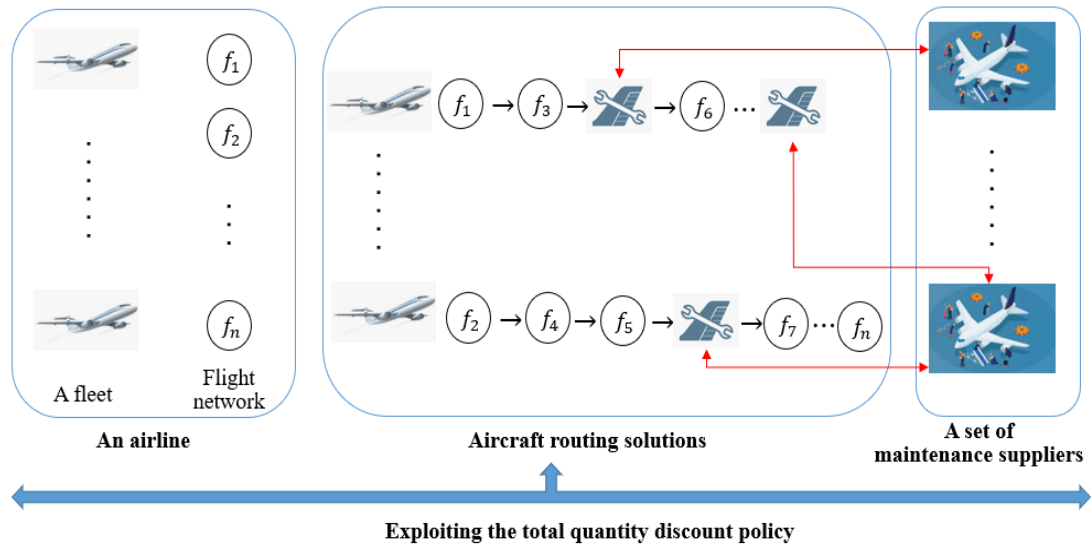 f₁
f₂
fₙ
A fleet
Flight
network
An airline
f₁ → f₃ → → f₆ ...
f₂ → f₄ → f₅ → → f₇ ... fₙ
Aircraft routing solutions
A set of
maintenance suppliers
Exploiting the total quantity discount policy